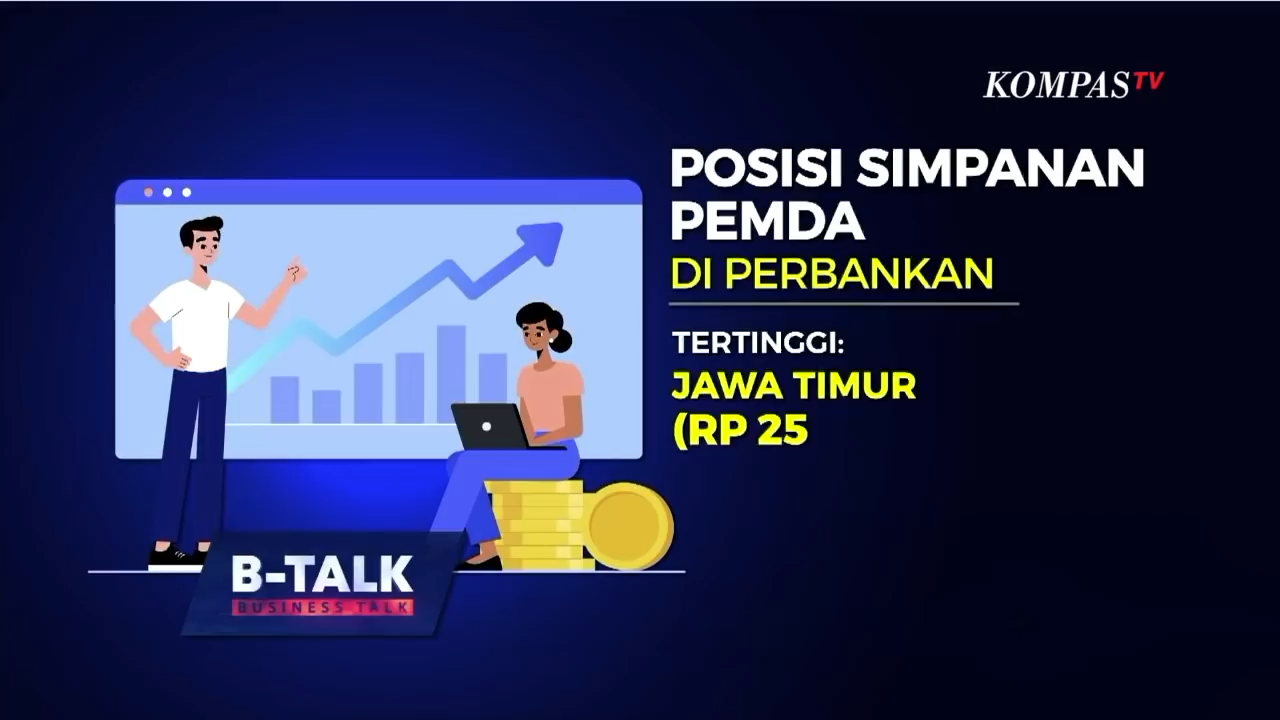 KOMPASTV
POSISI SIMPANAN
PEMDA
DI PERBANKAN
TERTINGGI:
JAWA TIMUR
(RP 25
B-TALK
BUSINESS TALK